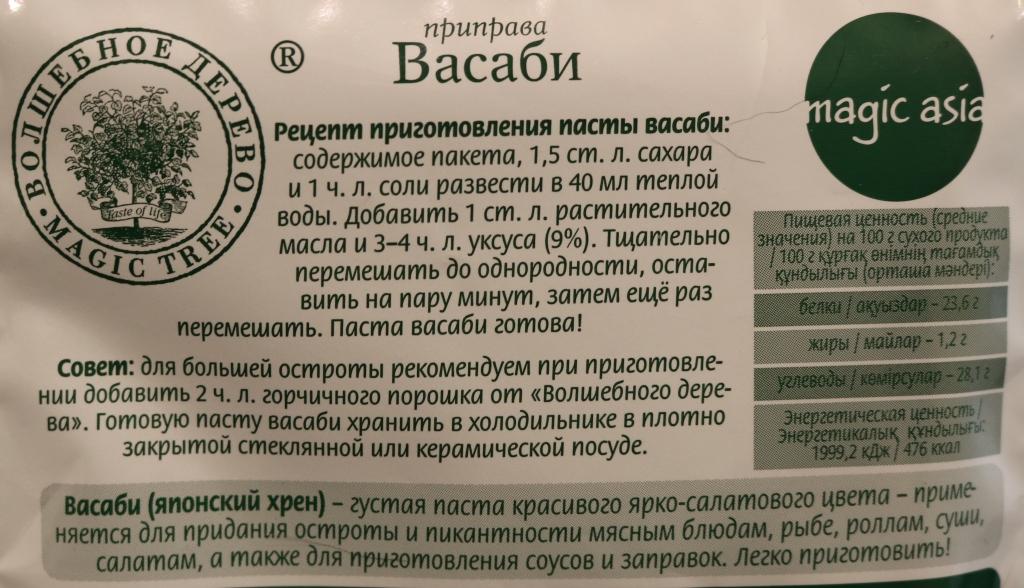 ВОЛШЕБНОЕ ДЕРЕВО
Taste of life
MAGIC TREE
®
приправа
Васаби
magic asia
Рецепт приготовления пасты васаби:
содержимое пакета, 1,5 ст. л. сахара
и 1 ч. л. соли развести в 40 мл теплой
воды. Добавить 1 ст. л. растительного
масла и 3–4 ч. л. уксуса (9%). Тщательно
перемешать до однородности, оста-
вить на пару минут, затем ещё раз
перемешать. Паста васаби готова!
Совет: для большей остроты рекомендуем при приготовле-
нии добавить 2 ч. л. горчичного порошка от «Волшебного дере-
ва». Готовую пасту васаби хранить в холодильнике в плотно
закрытой стеклянной или керамической посуде.
Пищевая ценность (средние
значения) на 100 г сухого продукта
/ 100 г құрғақ өнімнің тағамдық
құндылығы (орташа мәндері):
белки / ақуыздар – 23,6 г
жиры / майлар – 1,2 г
углеводы / көмірсулар – 28,1 г
Энергетическая ценность /
Энергетикалық құндылығы:
1999,2 кДж / 476 ккал
Васаби (японский хрен) – густая паста красивого ярко-салатового цвета – приме-
няется для придания остроты и пикантности мясным блюдам, рыбе, роллам, суши,
салатам, а также для приготовления соусов и заправок. Легко приготовить!